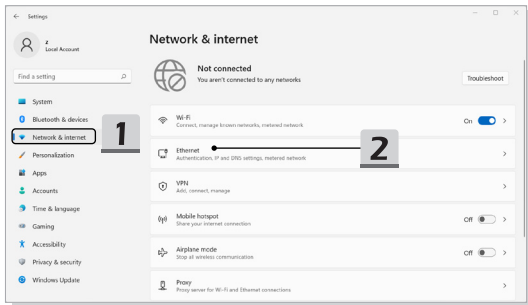 Settings
z
Local Account
Find a setting
System
Bluetooth & devices
Network & internet
Personalization
Apps
Accounts
Time & language
Gaming
Accessibility
Privacy & security
Windows Update
1
Network & internet
Not connected
You aren't connected to any networks
Troubleshoot
Wi-Fi
Connect, manage known networks, metered network
On
Ethernet
Authentication, IP and DNS settings, metered network
2
VPN
Add, connect, manage
Mobile hotspot
Share your internet connection
Off
Airplane mode
Stop all wireless communication
Off
Proxy
Proxy server for Wi-Fi and Ethernet connections